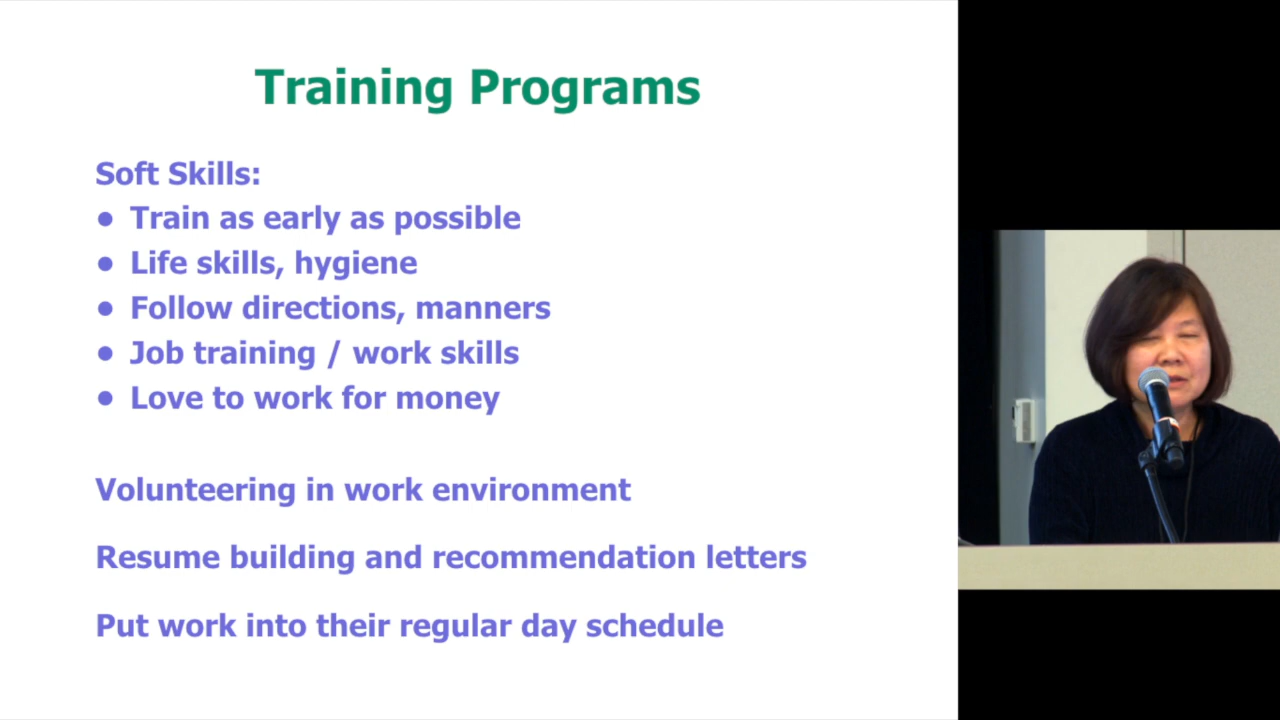 Training Programs
Soft Skills:
• Train as early as possible
• Life skills, hygiene
• Follow directions, manners
• Job training / work skills
• Love to work for money
Volunteering in work environment
Resume building and recommendation letters
Put work into their regular day schedule